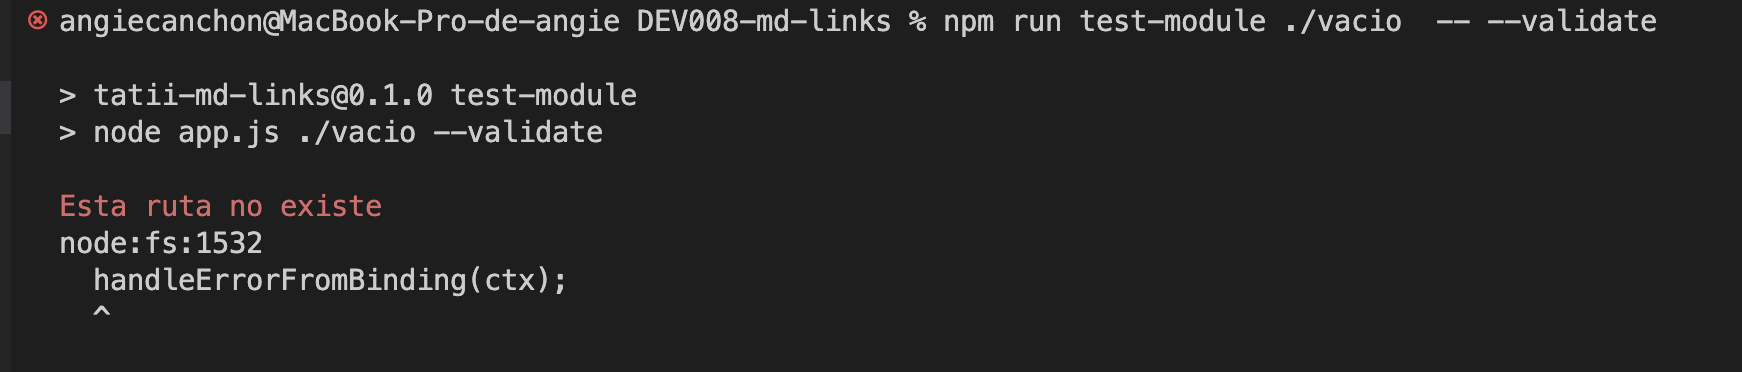 angiecanchon@MacBook-Pro-de-angie DEV008-md-links % npm run test-module ./vacio  -- --validate
> tatii-md-links@0.1.0 test-module
> node app.js ./vacio --validate
Esta ruta no existe
node:fs:1532
  handleErrorFromBinding(ctx);
  ^